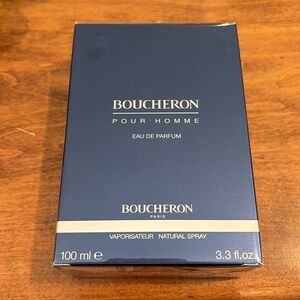 BOUCHERON
POUR HOMME
EAU DE PARFUM
BOUCHERON
PARIS
VAPORISATEUR NATURAL SPRAY
100 ml ℮ 3.3 fl.oz